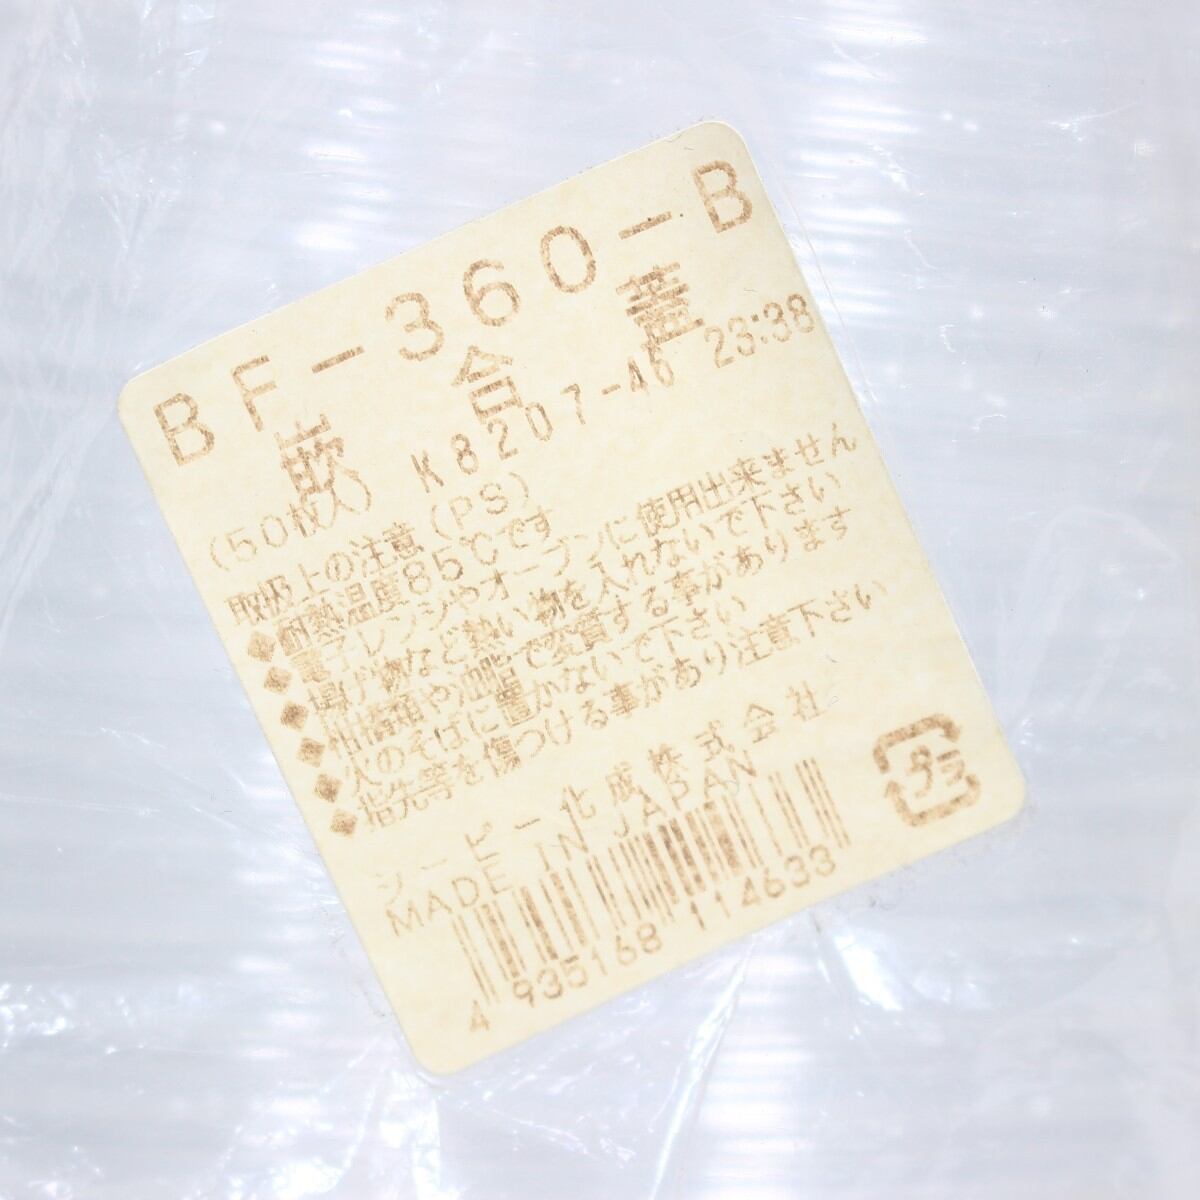 BF-360-B
嵌合蓋
(50枚入) K8207-46 23:38
取扱上の注意 (PS)
◆耐熱温度85℃です
◆電子レンジやオーブンに使用出来ません
◆揚げ物など熱い物を入れないで下さい
◆柑橘類や油脂で変質する事があります
◆火のそばに置かないで下さい
◆指先等を傷つける事があり注意下さい
シーピー化成株式会社
MADE IN JAPAN
プラ
4 935168 114633